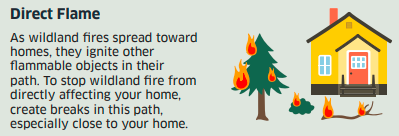 Direct Flame
As wildland fires spread toward
homes, they ignite other
flammable objects in their
path. To stop wildland fire from
directly affecting your home,
create breaks in this path,
especially close to your home.